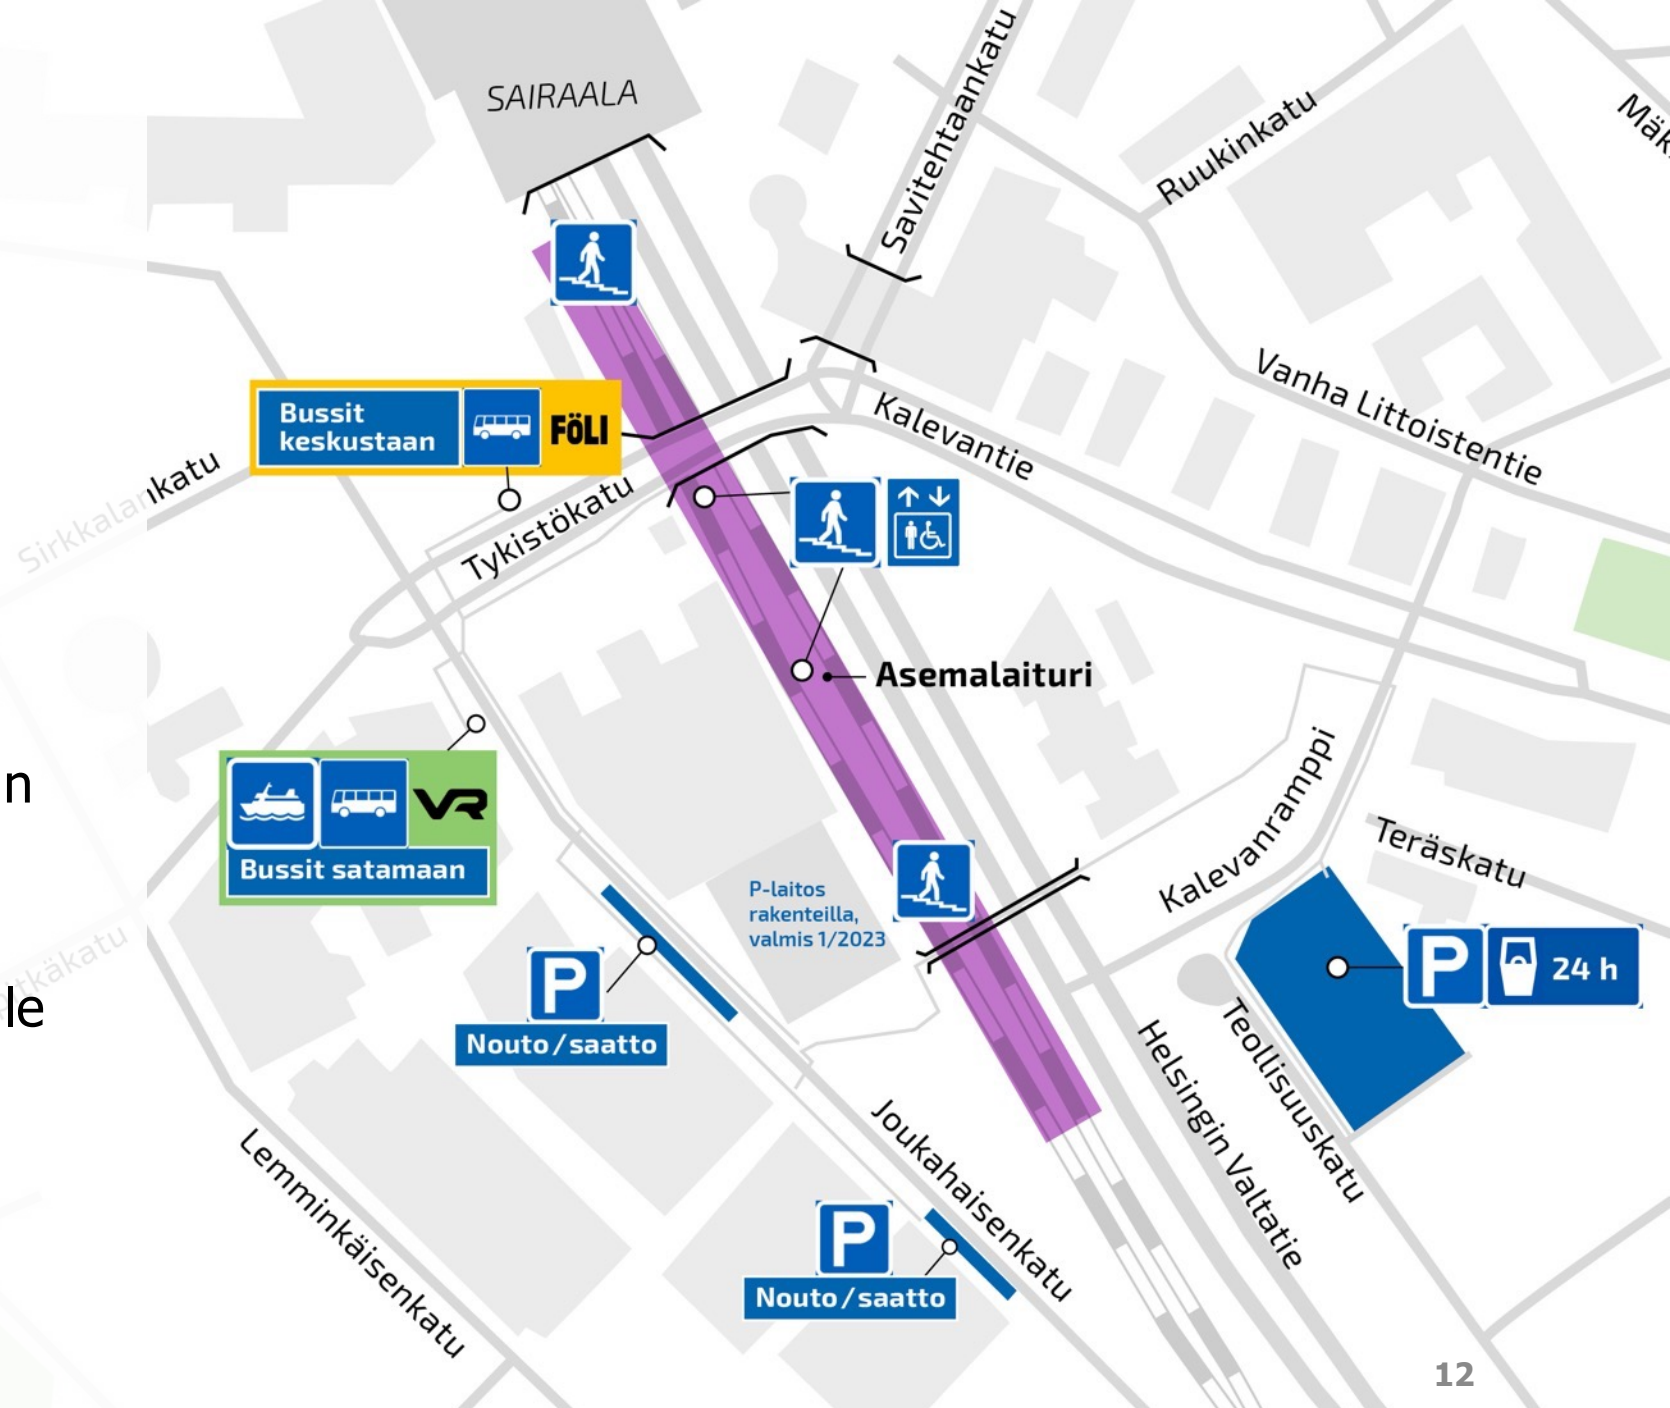 SAIRAALA
Savitehtaankatu
Ruukinkatu
Vanha Littoistentie
Kalevantie
Bussit
keskustaan
FÖLI
Tykistökatu
Asemalaituri
n
VR
Bussit satamaan
Kalevanramppi
Teräskatu
P-laitos
rakenteilla,
valmis 1/2023
P
Nouto/saatto
P
24 h
le
Teollisuuskatu
Helsingin Valtatie
Joukahaisenkatu
Lemminkäisenkatu
P
Nouto/saatto
12